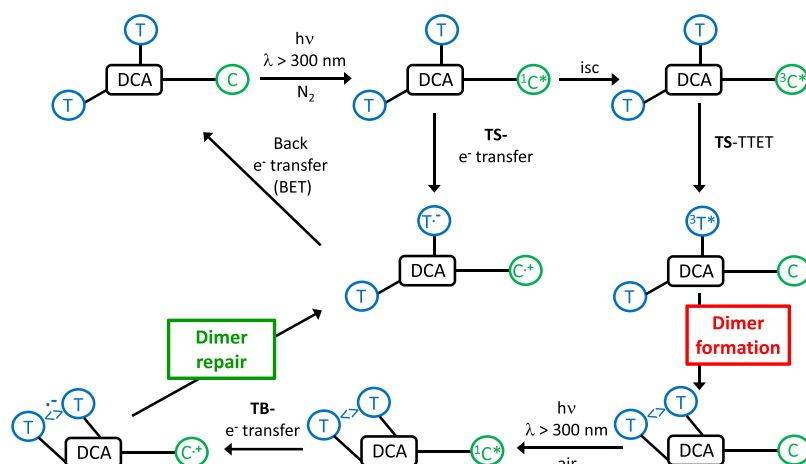 T
T
T
hν
λ > 300 nm
N₂
isc
DCA
C
DCA
¹C*
DCA
³C*
T
T
T
Back
e⁻ transfer
(BET)
TS-
e⁻ transfer
TS-TTET
T·⁻
³T*
DCA
C·⁺
DCA
C
T
T
Dimer
repair
Dimer
formation
·⁻
T
T
T
T
T
T
TB-
e⁻ transfer
hν
λ > 300 nm
air
DCA
C·⁺
DCA
¹C*
DCA
C